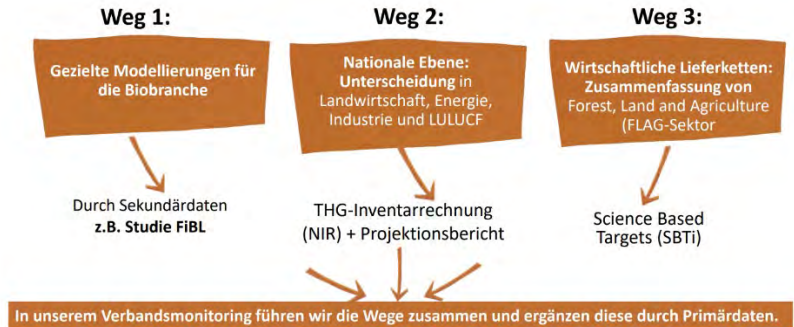 Weg 1:
Gezielte Modellierungen für
die Biobranche
Durch Sekundärdaten
z.B. Studie FiBL
Weg 2:
Nationale Ebene:
Unterscheidung in
Landwirtschaft, Energie,
Industrie und LULUCF
THG-Inventarrechnung
(NIR) + Projektionsbericht
Weg 3:
Wirtschaftliche Lieferketten:
Zusammenfassung von
Forest, Land and Agriculture
(FLAG-Sektor
Science Based
Targets (SBTi)
In unserem Verbandsmonitoring führen wir die Wege zusammen und ergänzen diese durch Primärdaten.